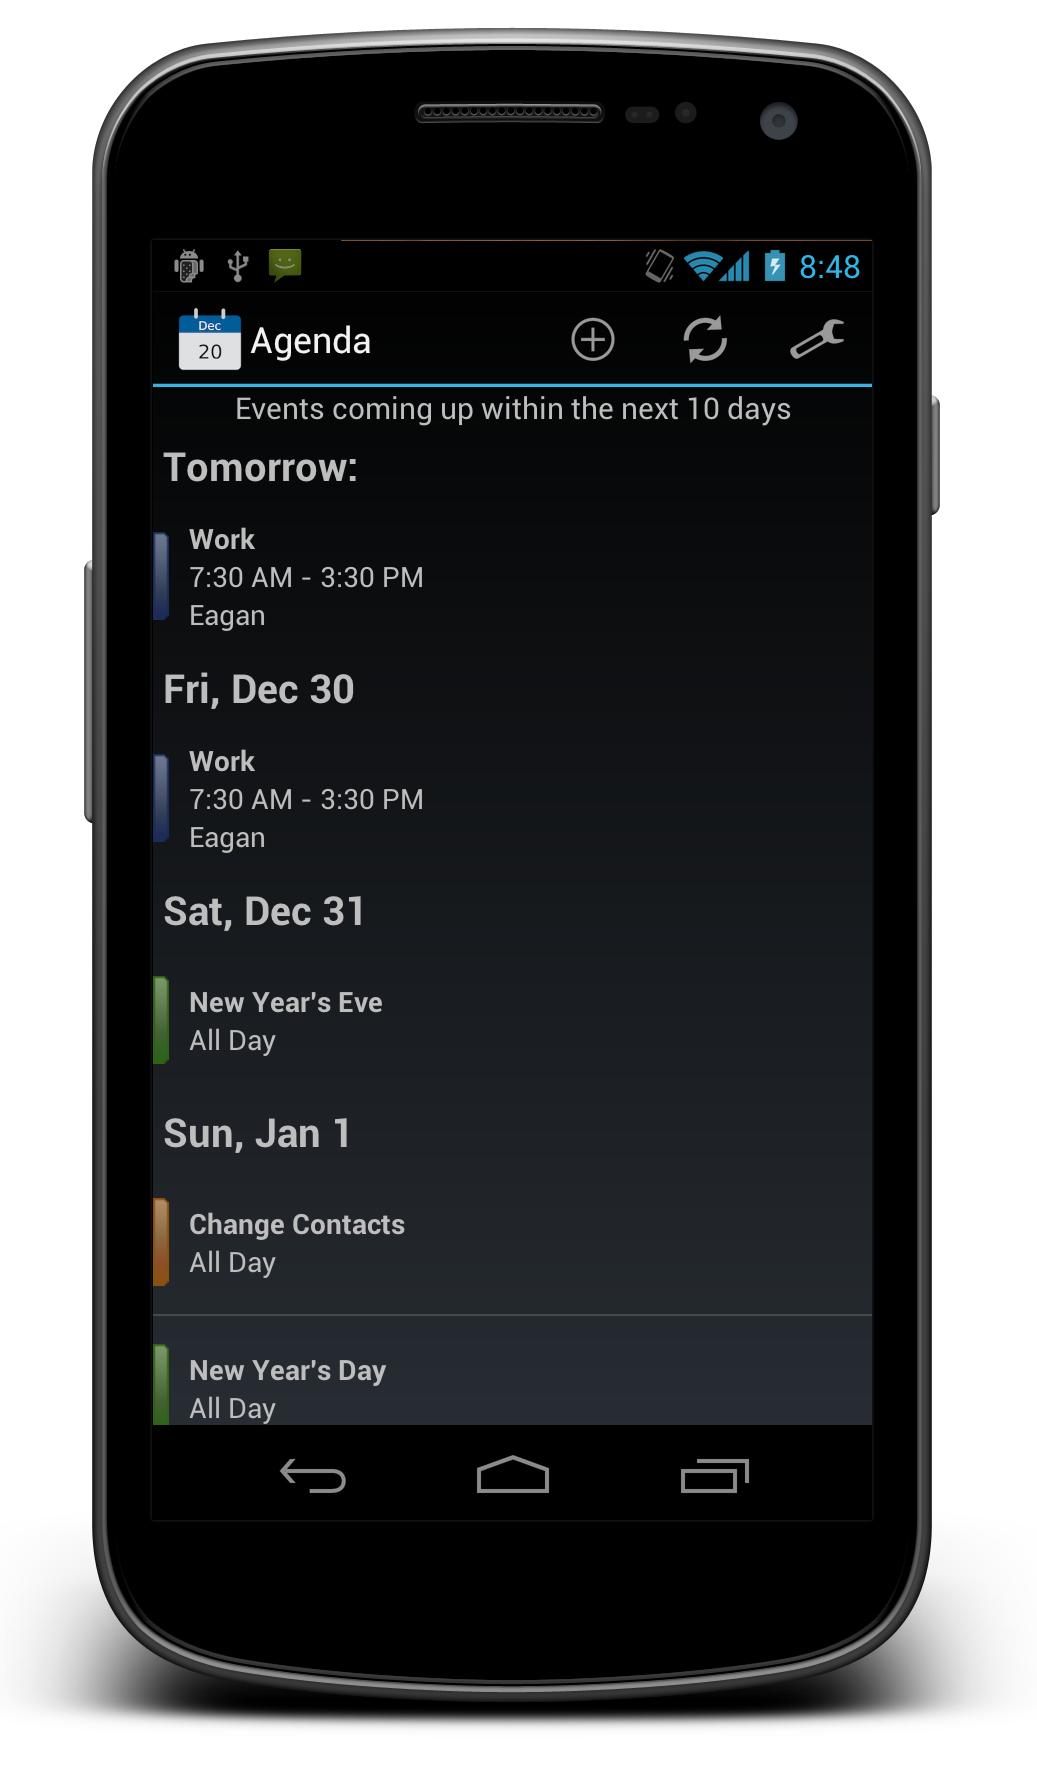 8:48
Dec
20
Agenda
Events coming up within the next 10 days
Tomorrow:
Work
7:30 AM - 3:30 PM
Eagan
Fri, Dec 30
Work
7:30 AM - 3:30 PM
Eagan
Sat, Dec 31
New Year's Eve
All Day
Sun, Jan 1
Change Contacts
All Day
New Year's Day
All Day